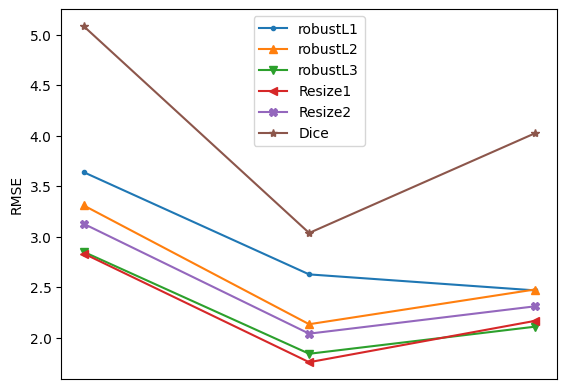 5.0
4.5
4.0
3.5
3.0
2.5
2.0
RMSE
robustL1
robustL2
robustL3
Resize1
Resize2
Dice